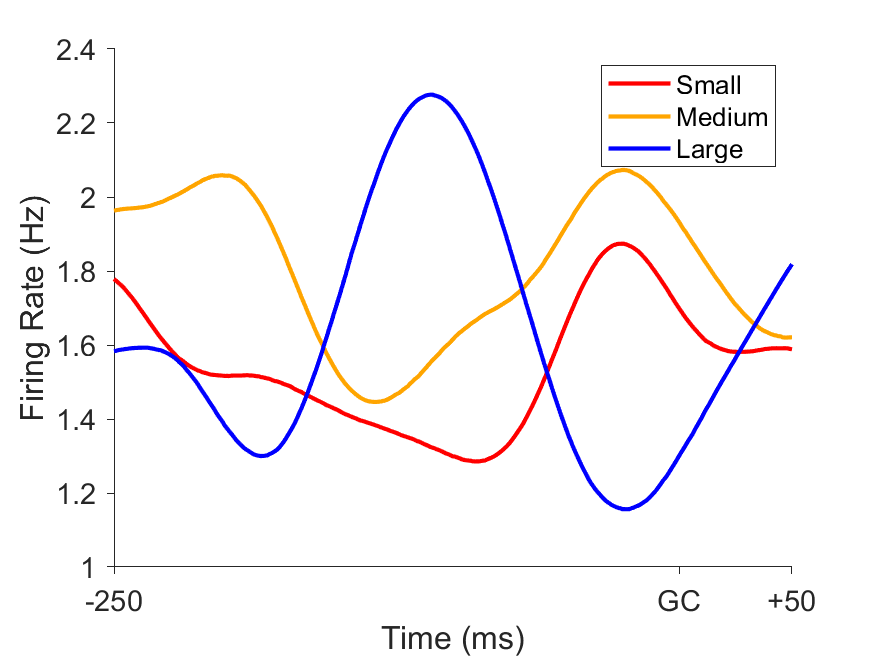 2.4
2.2
2
1.8
1.6
1.4
1.2
1
Firing Rate (Hz)
Small
Medium
Large
-250
GC
+50
Time (ms)